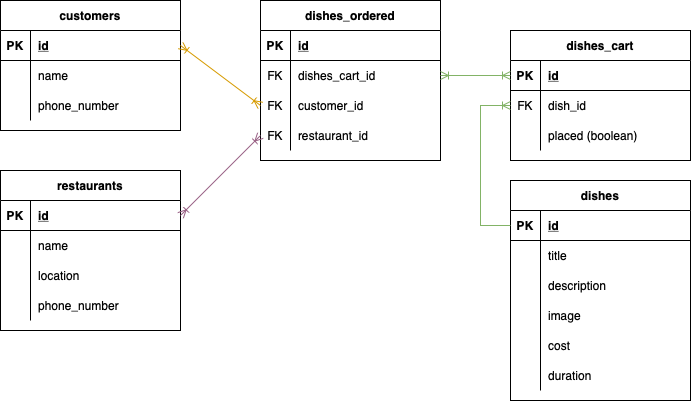 customers
PK id
name
phone_number
dishes_ordered
PK id
FK dishes_cart_id
FK customer_id
FK restaurant_id
dishes_cart
PK id
FK dish_id
placed (boolean)
restaurants
PK id
name
location
phone_number
dishes
PK id
title
description
image
cost
duration